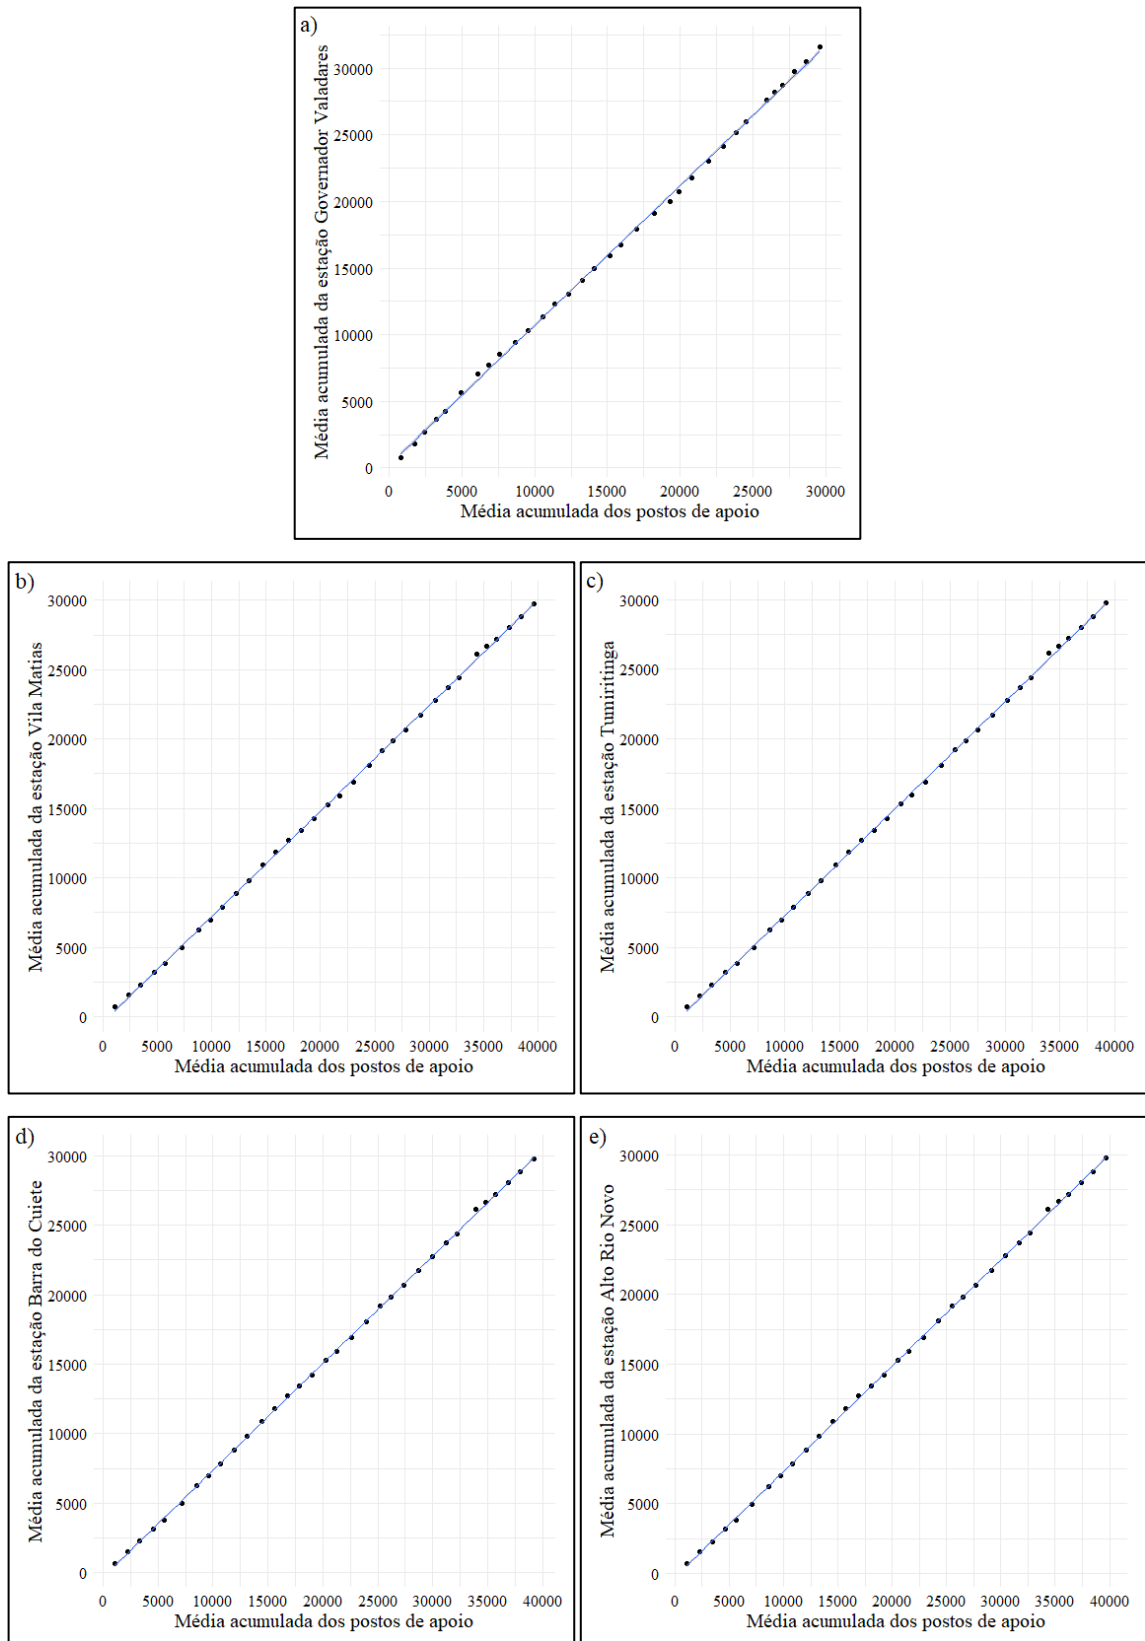 a)
Média acumulada da estação Governador Valadares
30000
25000
20000
15000
10000
5000
0
0 5000 10000 15000 20000 25000 30000
Média acumulada dos postos de apoio
b)
Média acumulada da estação Vila Matias
30000
25000
20000
15000
10000
5000
0
0 5000 10000 15000 20000 25000 30000 35000 40000
Média acumulada dos postos de apoio
c)
Média acumulada da estação Tumiritinga
30000
25000
20000
15000
10000
5000
0
0 5000 10000 15000 20000 25000 30000 35000 40000
Média acumulada dos postos de apoio
d)
Média acumulada da estação Barra do Cuiete
30000
25000
20000
15000
10000
5000
0
0 5000 10000 15000 20000 25000 30000 35000 40000
Média acumulada dos postos de apoio
e)
Média acumulada da estação Alto Rio Novo
30000
25000
20000
15000
10000
5000
0
0 5000 10000 15000 20000 25000 30000 35000 40000
Média acumulada dos postos de apoio